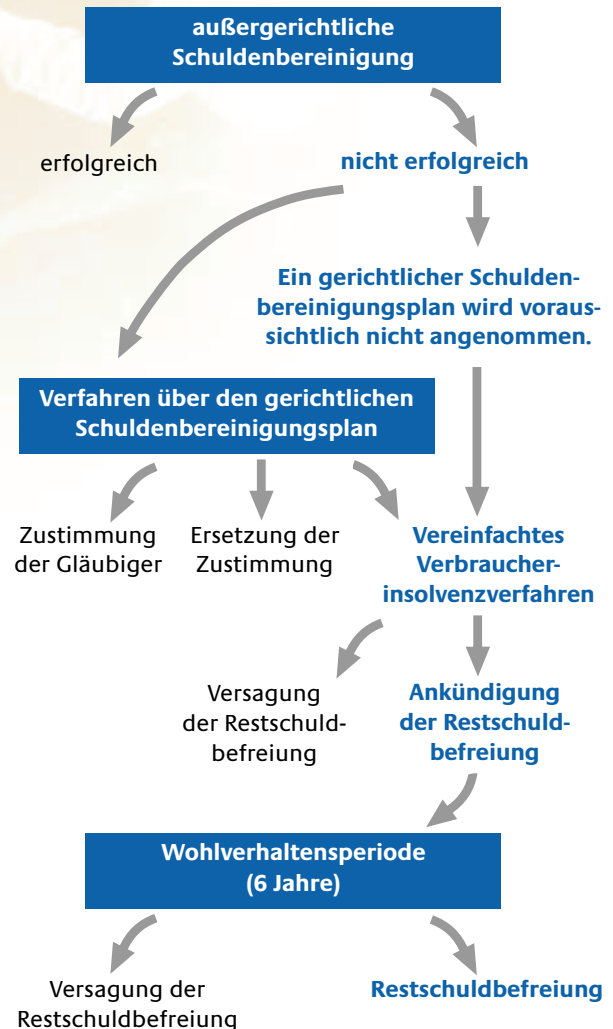 außergerichtliche
Schuldenbereinigung
erfolgreich
nicht erfolgreich
Ein gerichtlicher Schulden-
bereinigungsplan wird voraus-
sichtlich nicht angenommen.
Verfahren über den gerichtlichen
Schuldenbereinigungsplan
Zustimmung
der Gläubiger
Ersetzung der
Zustimmung
Vereinfachtes
Verbraucher-
insolvenzverfahren
Versagung
der Restschuld-
befreiung
Ankündigung
der Restschuld-
befreiung
Wohlverhaltensperiode
(6 Jahre)
Versagung der
Restschuldbefreiung
Restschuldbefreiung